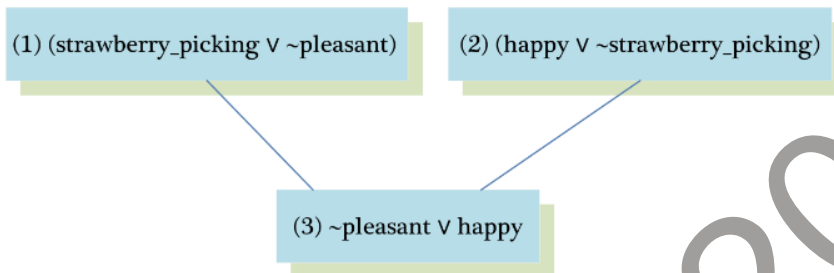 (1) (strawberry_picking ∨ ~pleasant)
(2) (happy ∨ ~strawberry_picking)
(3) ~pleasant ∨ happy